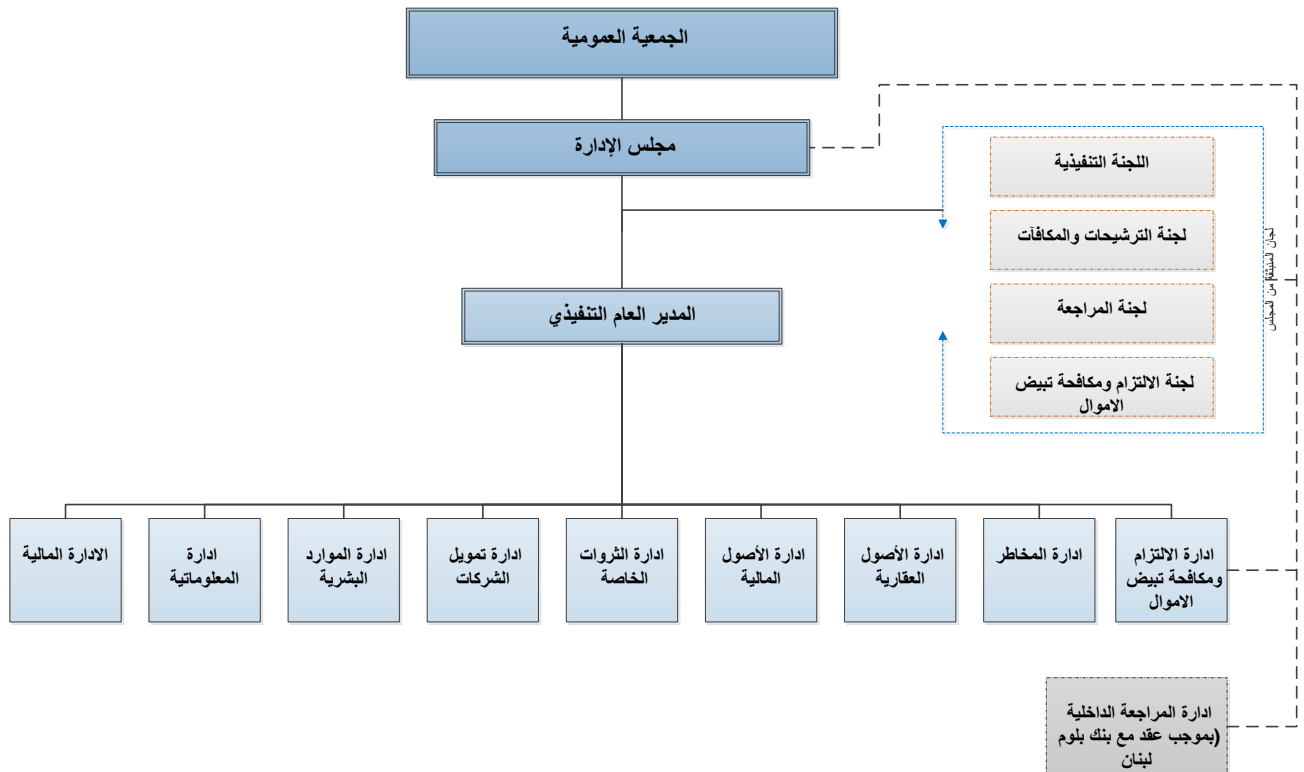 الجمعية العمومية
مجلس الإدارة
اللجنة التنفيذية
لجنة الترشيحات والمكافآت
لجنة المراجعة
لجنة الالتزام ومكافحة تبيض
الاموال
لجان المنبثقة من المجلس
المدير العام التنفيذي
ادارة الالتزام
ومكافحة تبيض
الاموال
ادارة المخاطر
ادارة الأصول
العقارية
ادارة الأصول
المالية
ادارة الثروات
الخاصة
ادارة تمويل
الشركات
ادارة الموارد
البشرية
ادارة
المعلوماتية
الادارة المالية
ادارة المراجعة الداخلية
(بموجب عقد مع بنك بلوم
لبنان